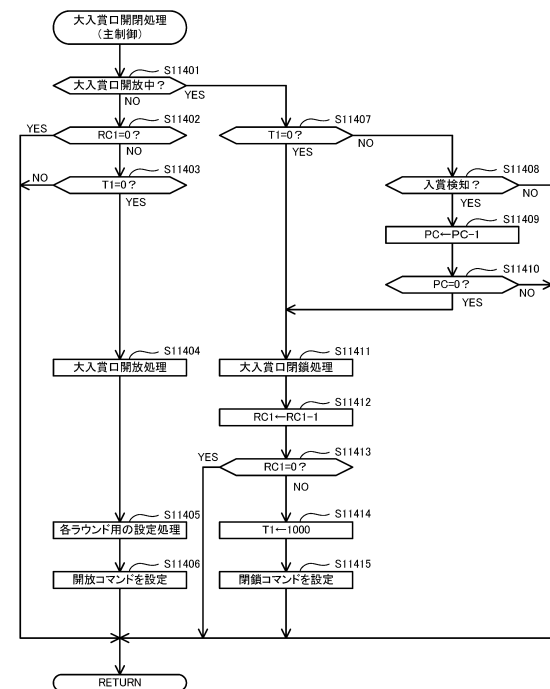 大入賞口開閉処理
(主制御)
S11401
大入賞口開放中？
YES
NO
S11402
YES
RC1=0？
NO
S11407
T1=0？
NO
YES
S11403
NO
T1=0？
YES
S11408
入賞検知？
NO
YES
S11409
PC←PC-1
S11410
PC=0？
NO
YES
S11404
大入賞口開放処理
S11411
大入賞口閉鎖処理
S11412
RC1←RC1-1
S11413
YES
RC1=0？
NO
S11405
各ラウンド用の設定処理
S11414
T1←1000
S11406
開放コマンドを設定
S11415
閉鎖コマンドを設定
RETURN